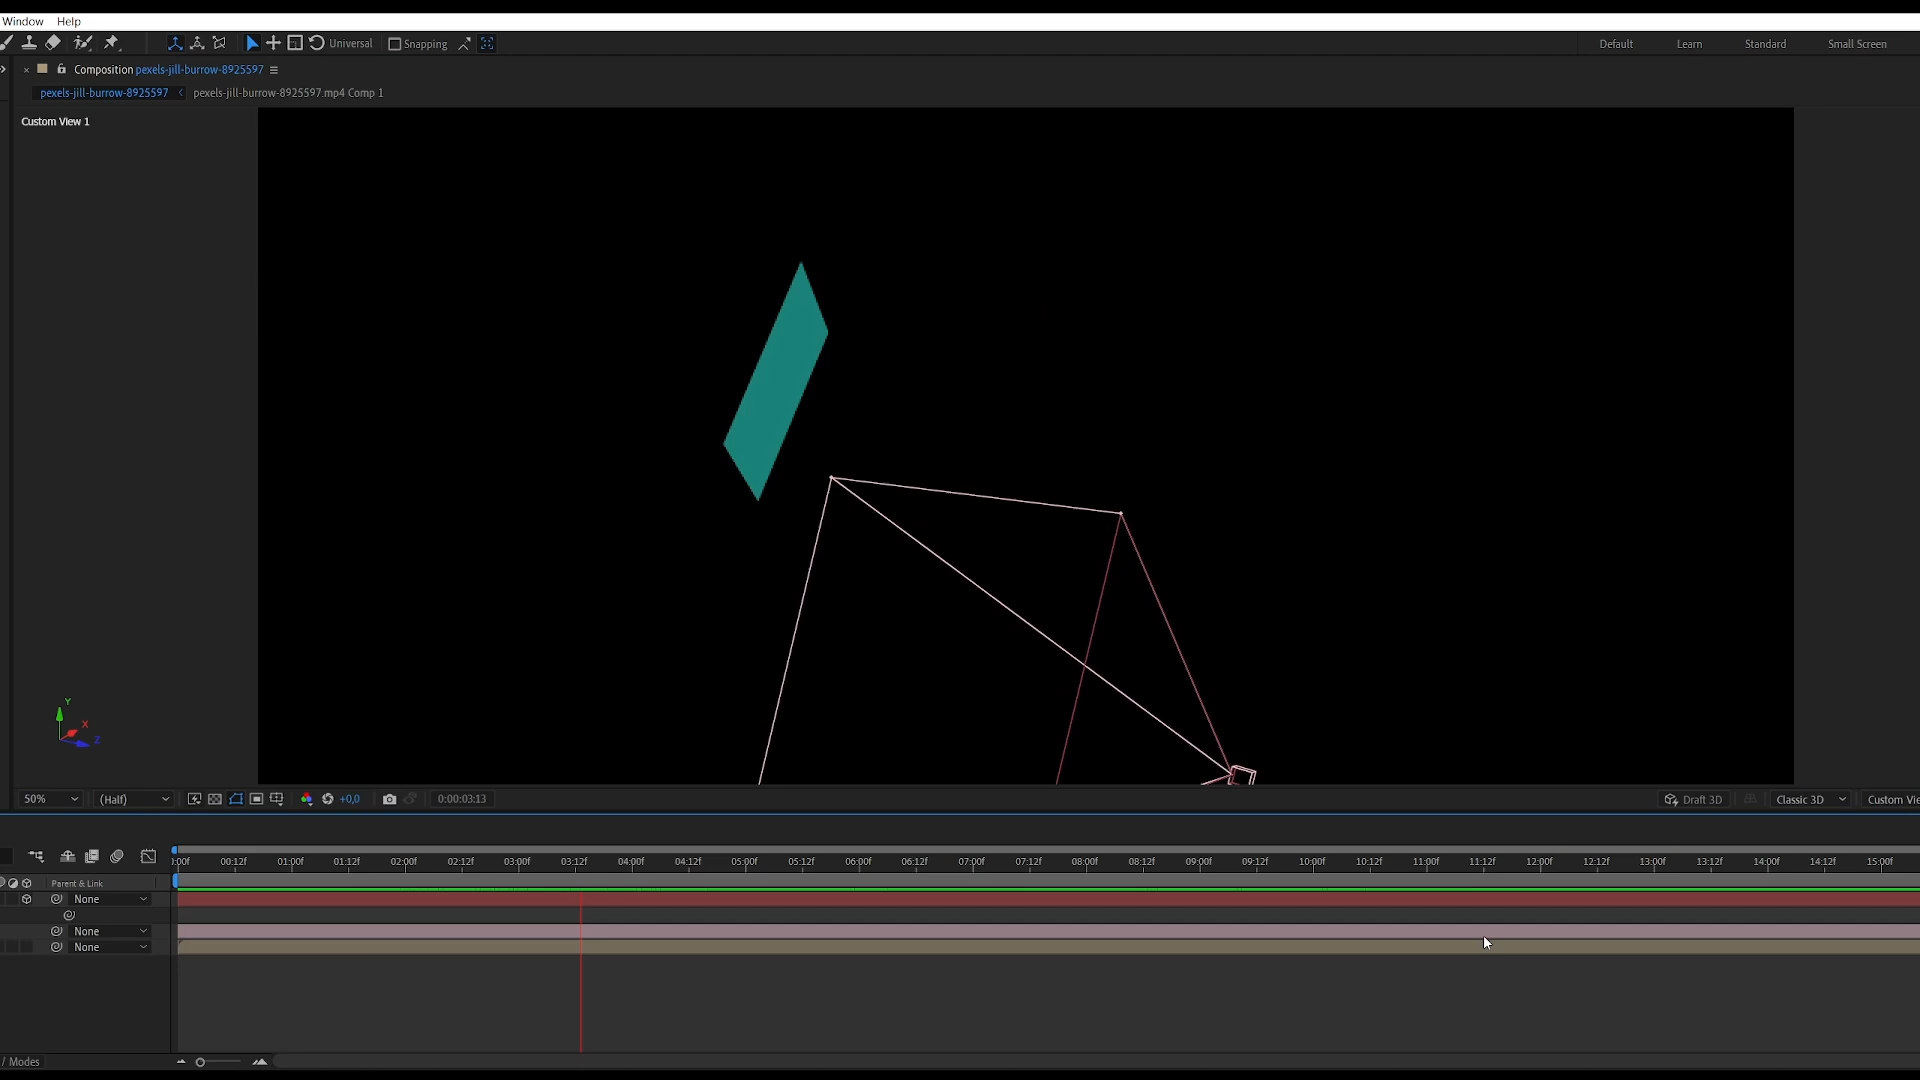 Window Help
Universal Snapping Default Learn Standard Small Screen
× Composition pexels-jill-burrow-8925597
pexels-jill-burrow-8925597 < pexels-jill-burrow-8925597.mp4 Comp 1
Custom View 1
Y
X
Z
50% (Half) +0,0 0:00:03:13 Draft 3D Classic 3D Custom Vie
:00f 00:12f 01:00f 01:12f 02:00f 02:12f 03:00f 03:12f 04:00f 04:12f 05:00f 05:12f 06:00f 06:12f 07:00f 07:12f 08:00f 08:12f 09:00f 09:12f 10:00f 10:12f 11:00f 11:12f 12:00f 12:12f 13:00f 13:12f 14:00f 14:12f 15:00f
Parent & Link
None
None
None
/ Modes